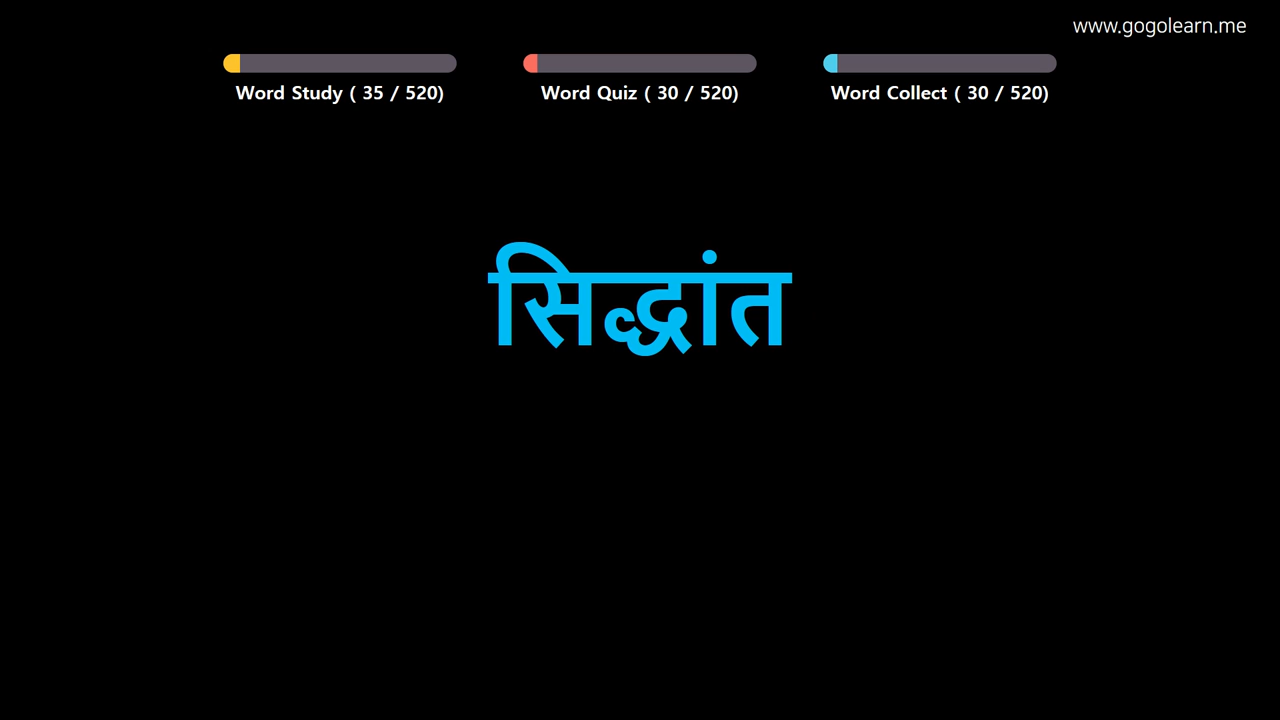 www.gogolearn.me
Word Study ( 35 / 520)
Word Quiz ( 30 / 520)
Word Collect ( 30 / 520)
सिद्धांत